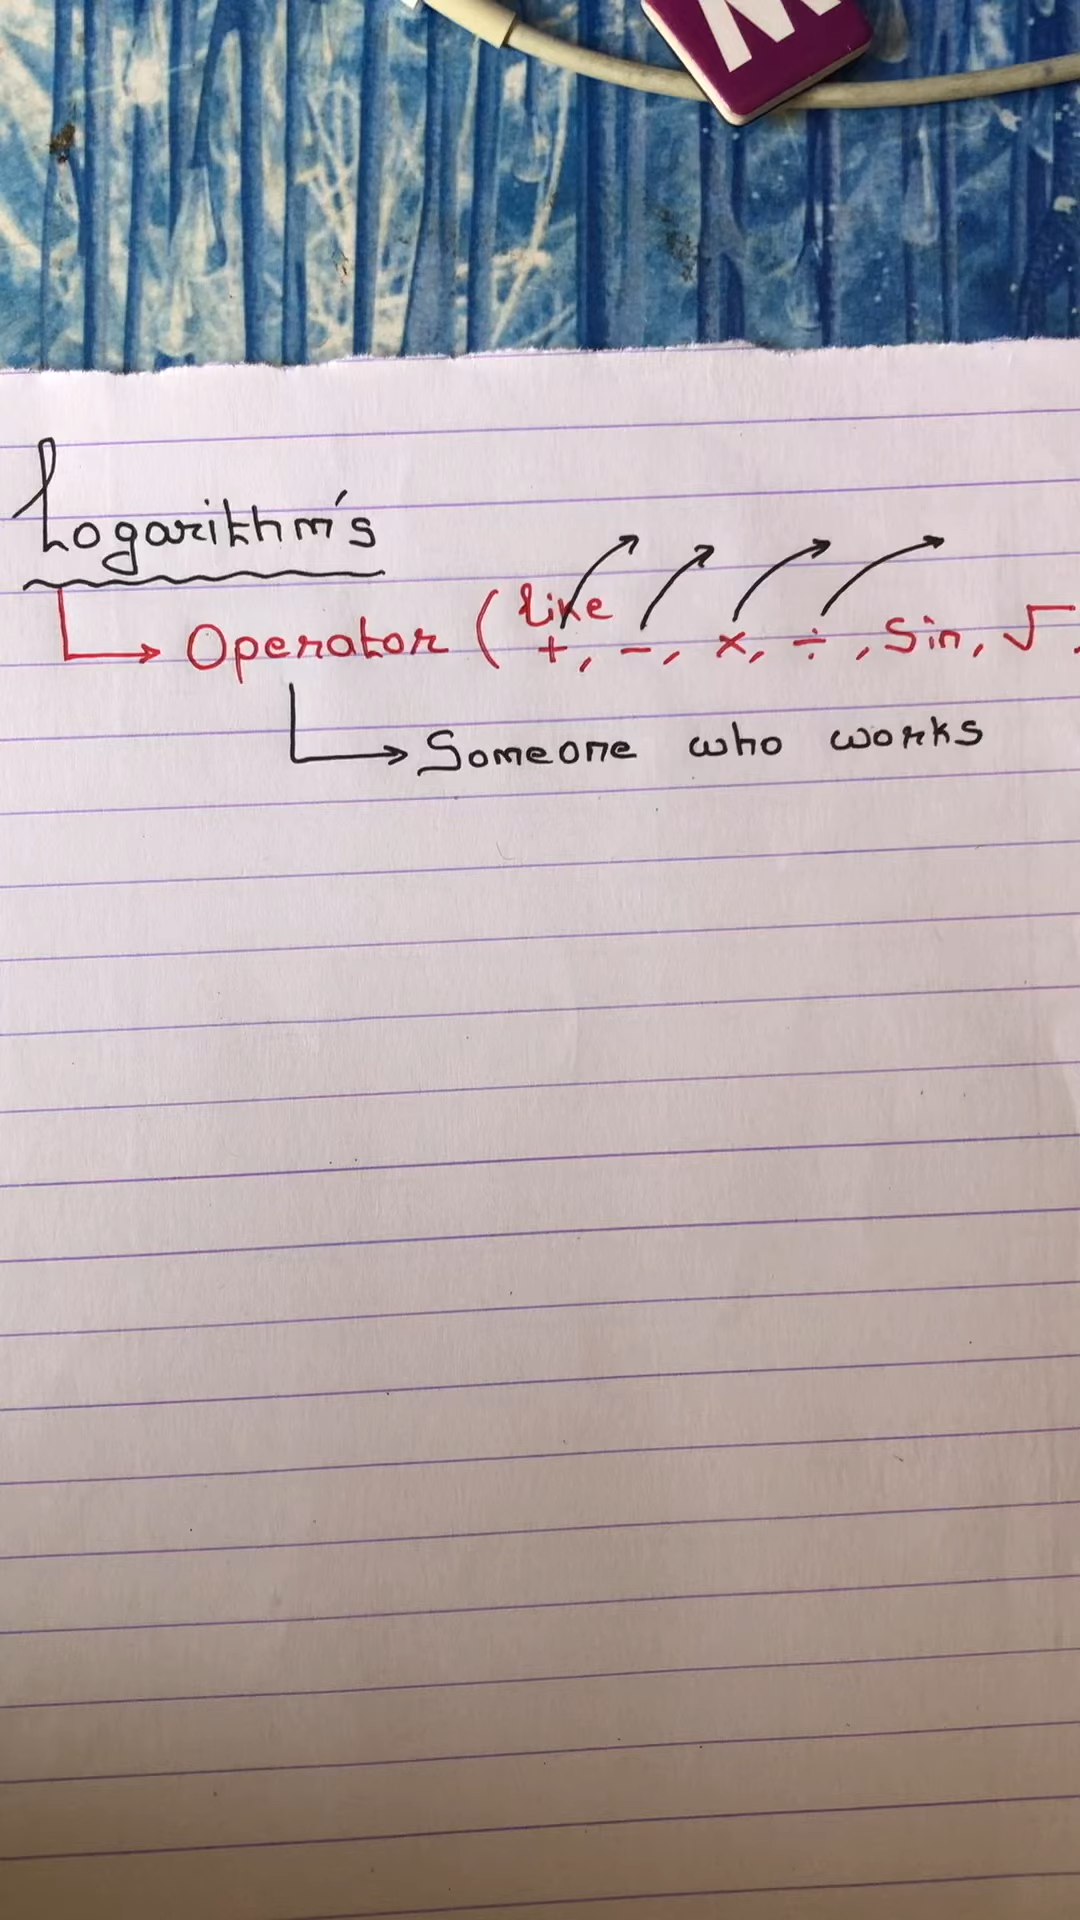 M
Logarithm's
Operator ( like
+, -, ×, ÷, Sin, √
Someone who works